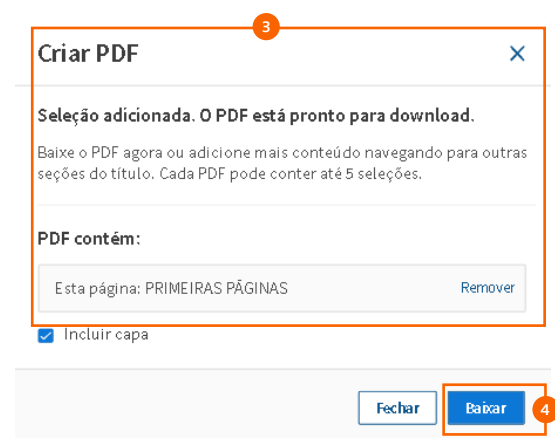 3
Criar PDF
Seleção adicionada. O PDF está pronto para download.
Baixe o PDF agora ou adicione mais conteúdo navegando para outras
seções do título. Cada PDF pode conter até 5 seleções.
PDF contém:
Esta página: PRIMEIRAS PÁGINAS Remover
Incluir capa
Fechar Baixar 4